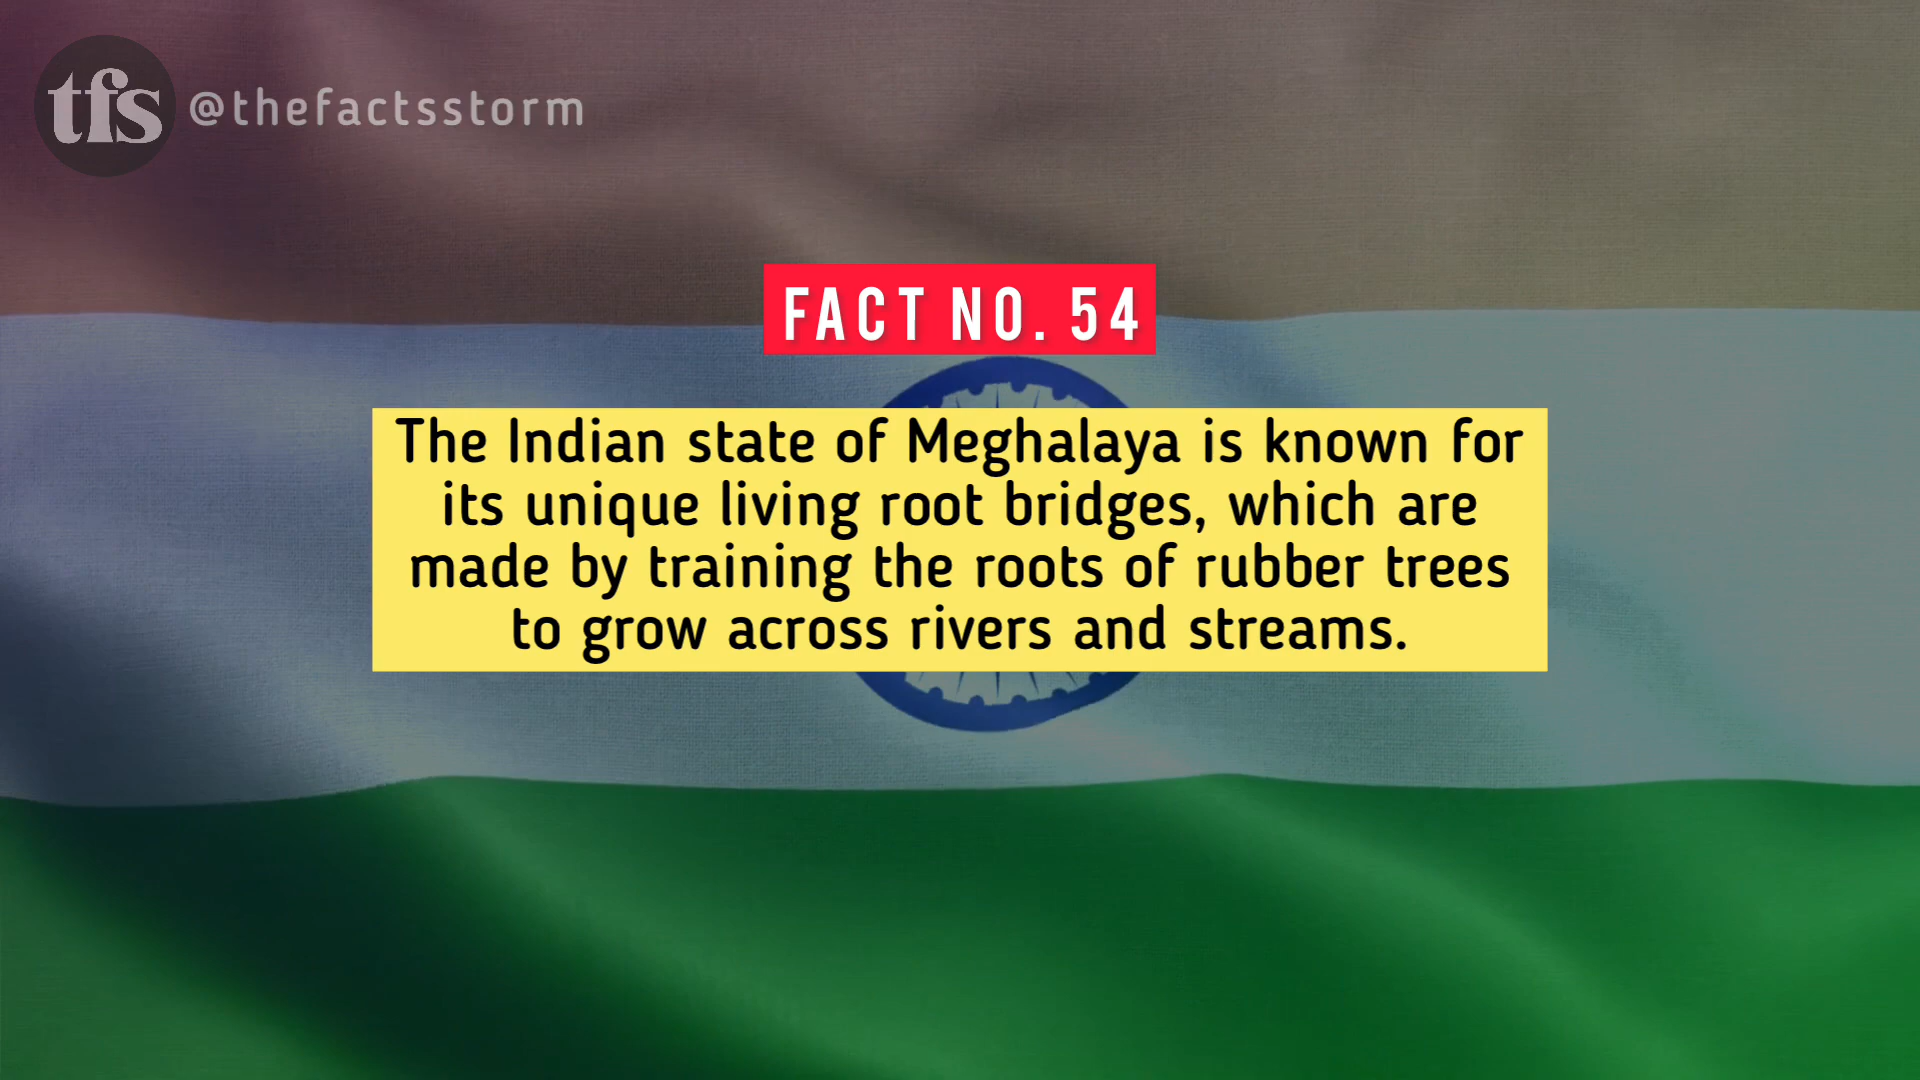 tfs @thefactsstorm
FACT NO. 54
The Indian state of Meghalaya is known for
its unique living root bridges, which are
made by training the roots of rubber trees
to grow across rivers and streams.